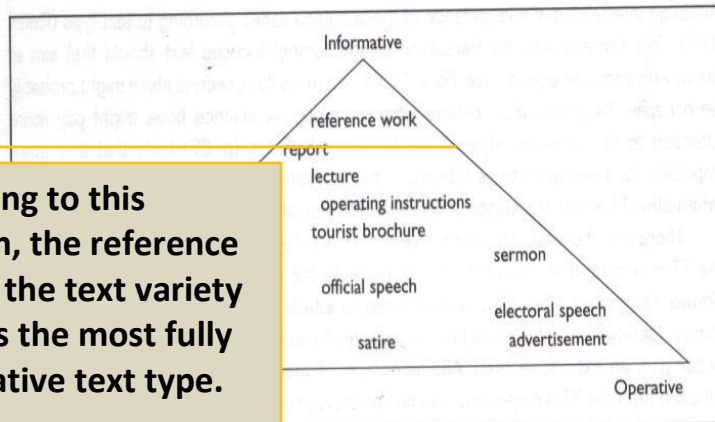 Informative
reference work
report
lecture
operating instructions
tourist brochure
sermon
official speech
electoral speech
satire
advertisement
Operative
ing to this
, the reference
the text variety
s the most fully
ative text type.